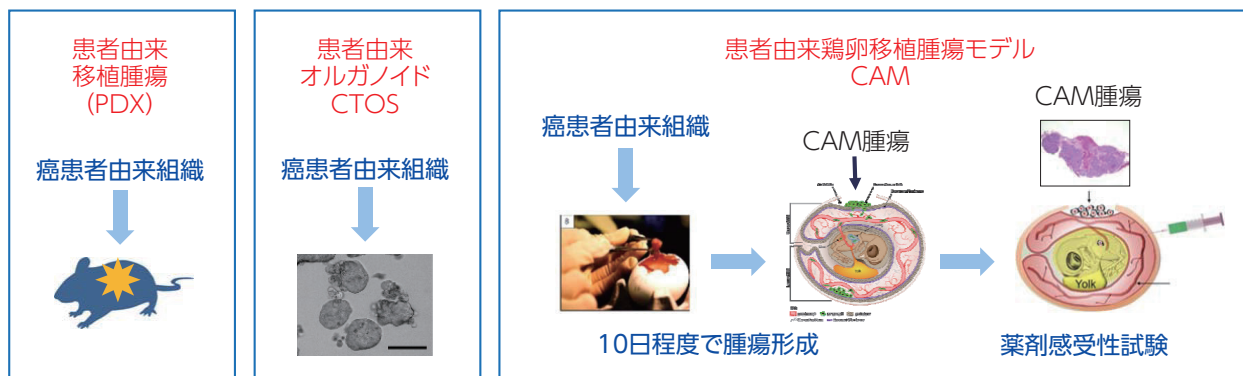 患者由来
移植腫瘍
(PDX)
癌患者由来組織
患者由来
オルガノイド
CTOS
癌患者由来組織
患者由来鶏卵移植腫瘍モデル
CAM
癌患者由来組織
CAM腫瘍
10日程度で腫瘍形成
CAM腫瘍
Yolk
薬剤感受性試験